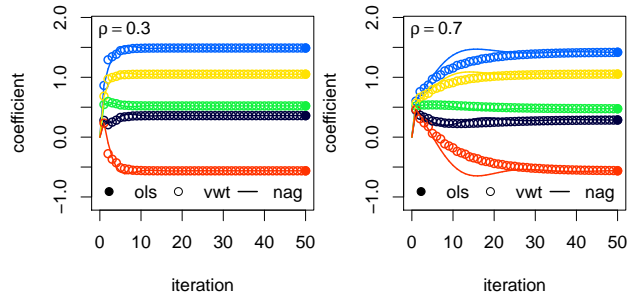 ρ = 0.3
coefficient
−1.0 0.0 1.0 2.0
ols vwt nag
0 10 20 30 40 50
iteration
ρ = 0.7
coefficient
−1.0 0.0 1.0 2.0
ols vwt nag
0 10 20 30 40 50
iteration